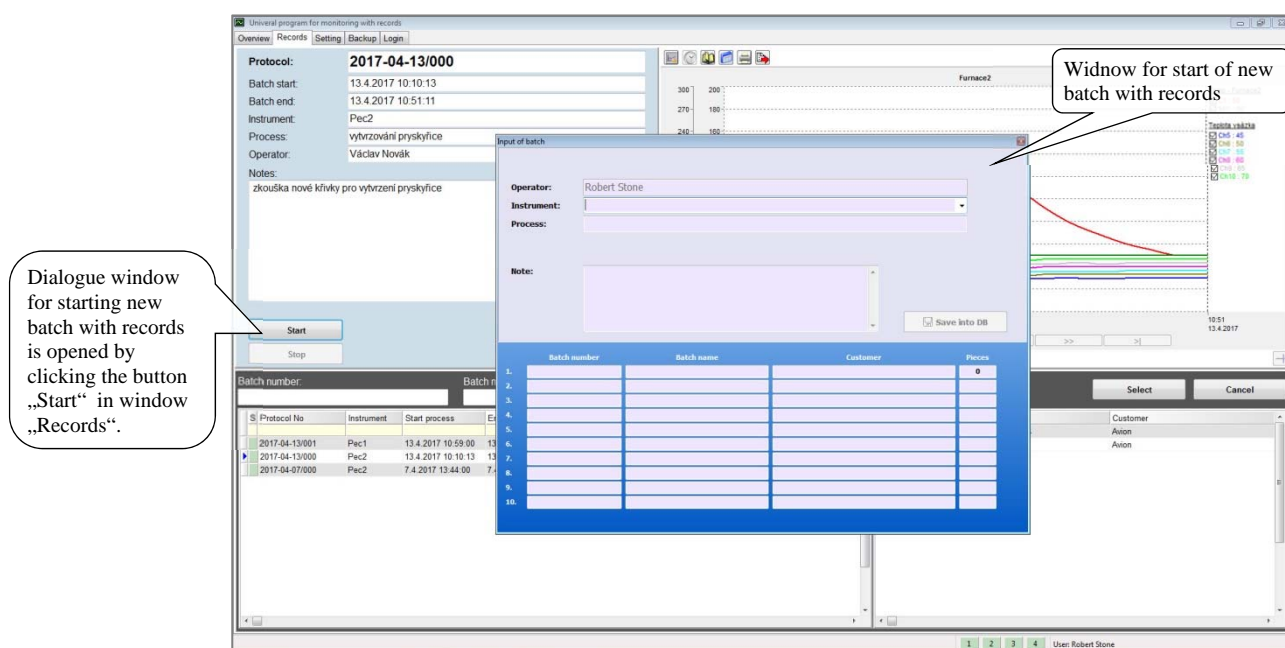 Univeral program for monitoring with records
Overview Records Setting Backup Login
Protocol: 2017-04-13/000
Batch start: 13.4.2017 10:10:13
Batch end: 13.4.2017 10:51:11
Instrument: Pec2
Process: vytvrzování pryskyřice
Operator: Václav Novák
Notes:
zkouška nové křivky pro vytvrzení pryskyřice
Start
Stop
Furnace2
300 200
270 180
240 160
Teplota vsázka
Ch5 : 45
Ch6 : 50
Ch8 : 60
Ch10 : 70
10:51
13.4.2017
>> >|
Widnow for start of new
batch with records
Dialogue window
for starting new
batch with records
is opened by
clicking the button
„Start“ in window
„Records“.
Input of batch
Operator: Robert Stone
Instrument:
Process:
Note:
Save into DB
Batch number Batch name Customer Pieces
1. 0
2.
3.
4.
5.
6.
7.
8.
9.
10.
Batch number:
Select Cancel
S Protocol No Instrument Start process
2017-04-13/001 Pec1 13.4.2017 10:59:00
2017-04-13/000 Pec2 13.4.2017 10:10:13
2017-04-07/000 Pec2 7.4.2017 13:44:00
Customer
Avion
Avion
1 2 3 4 User: Robert Stone